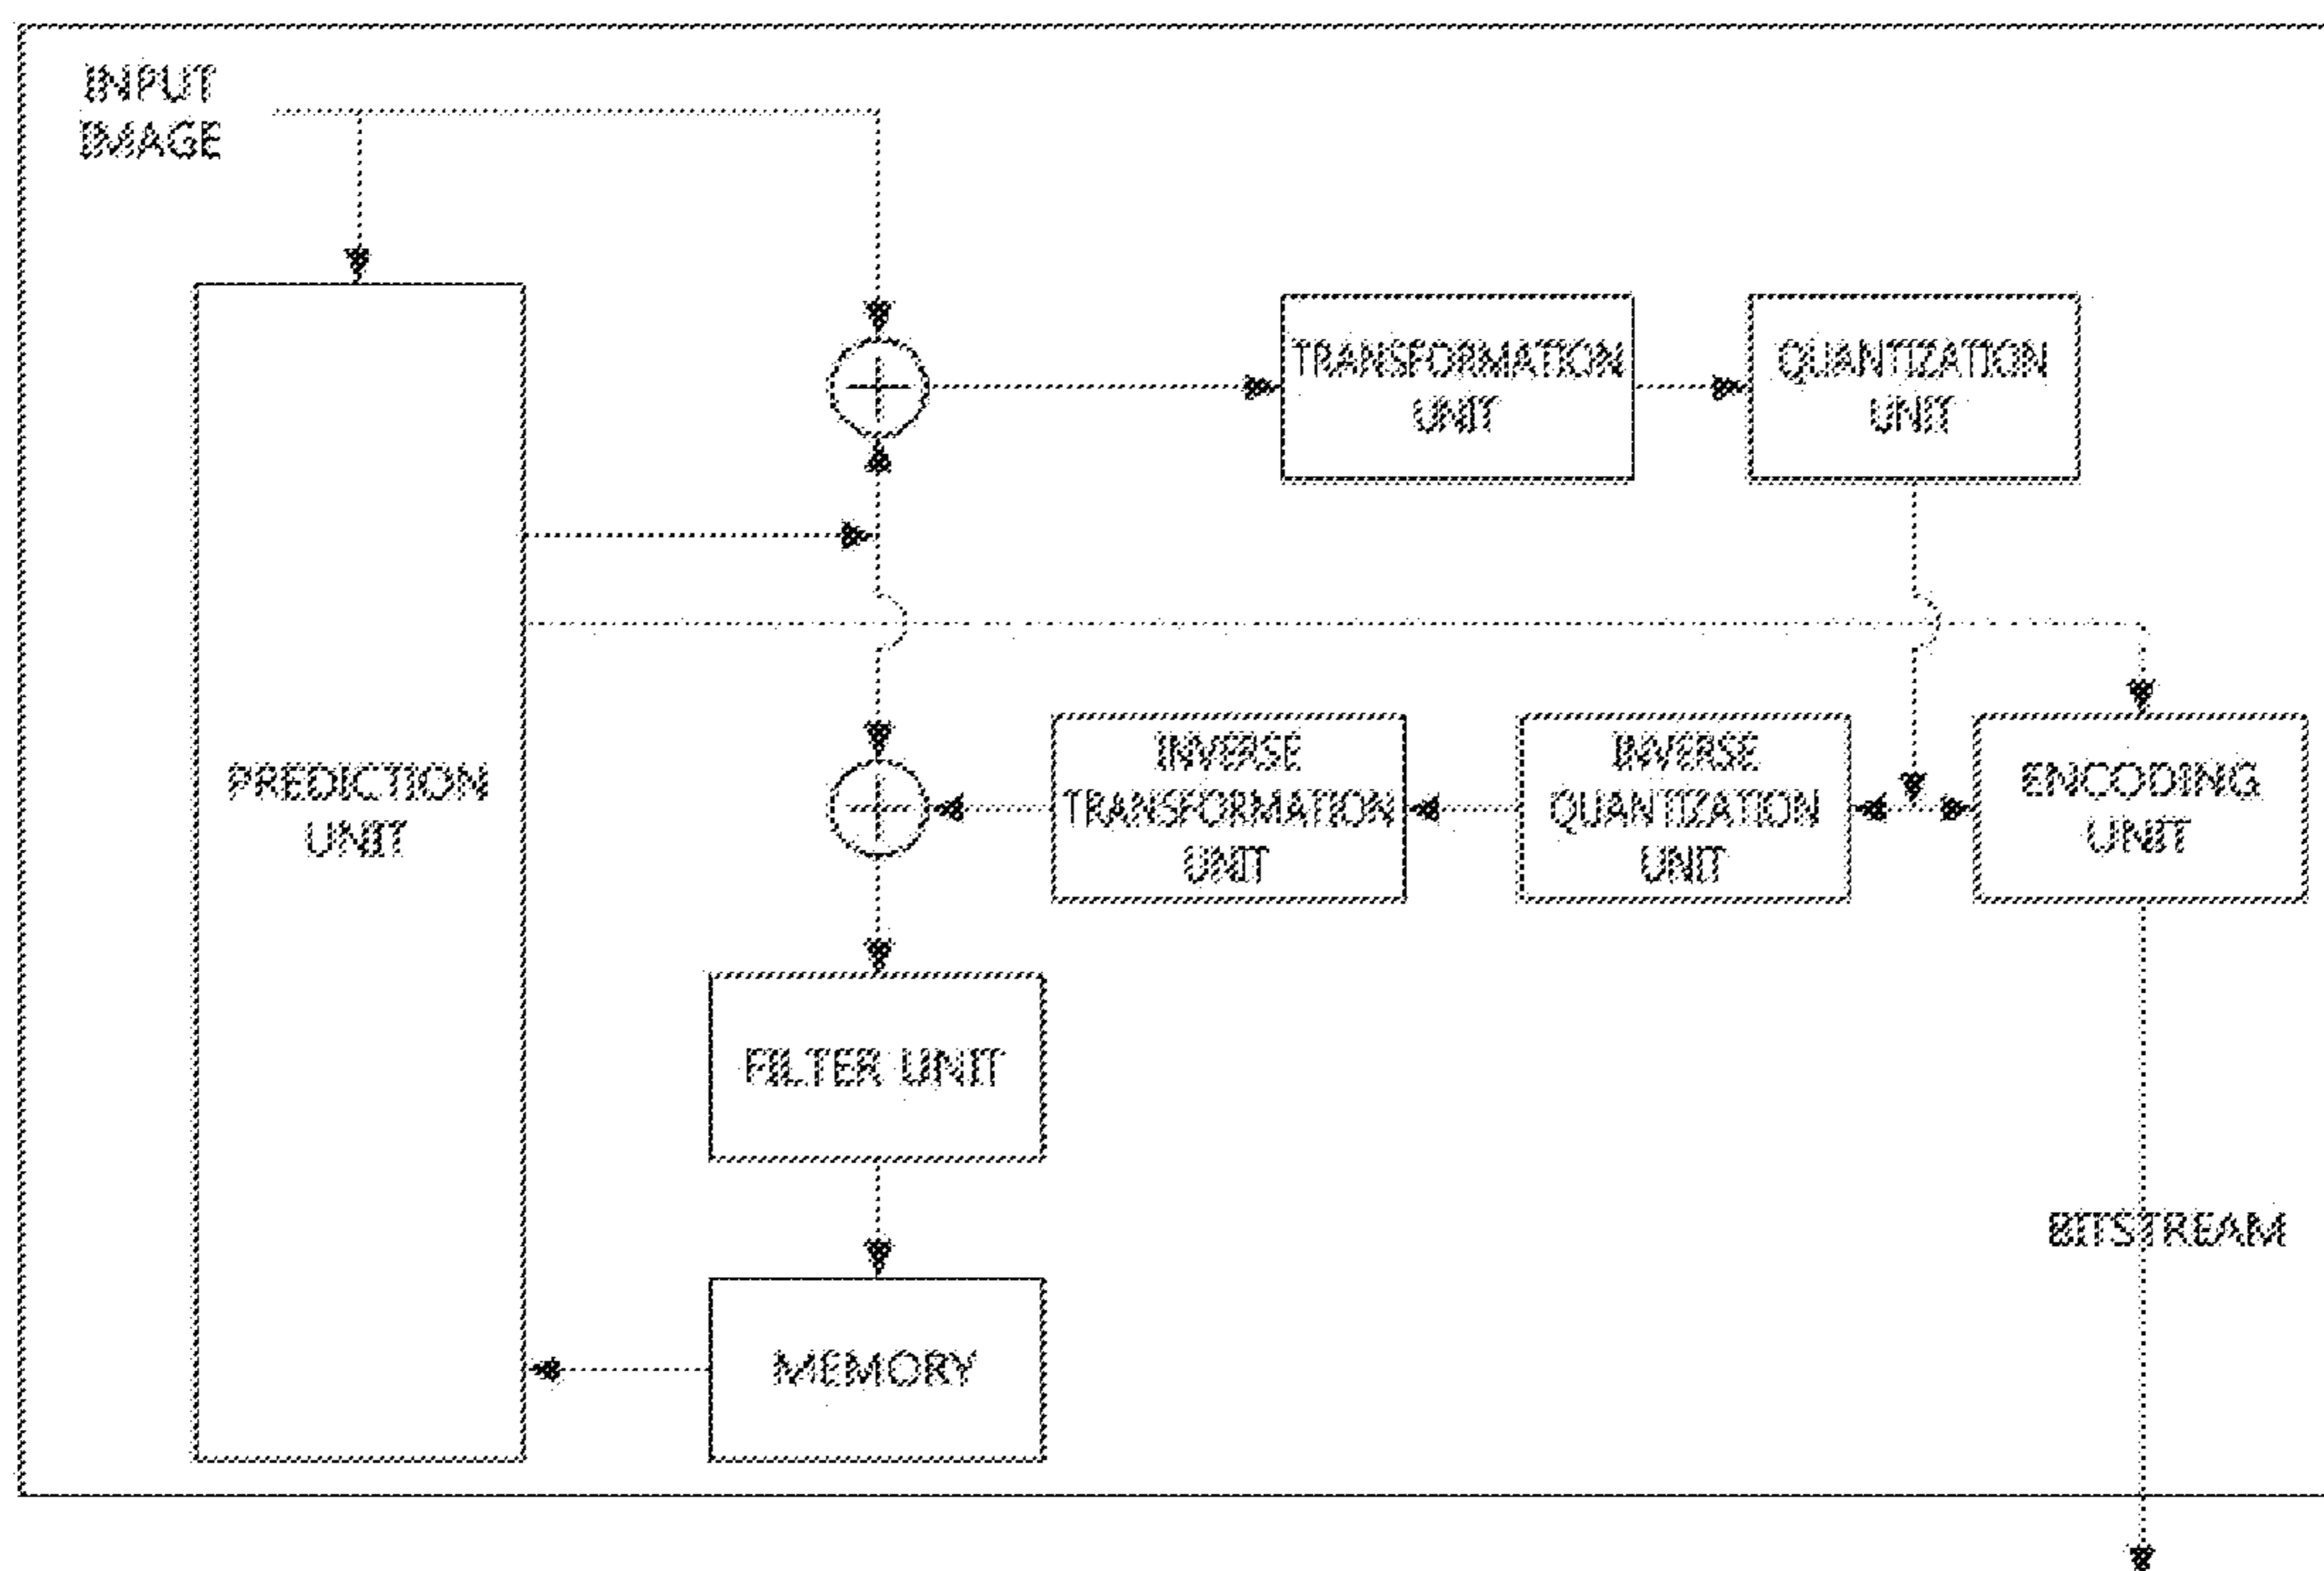 INPUT
IMAGE
TRANSFORMATION
UNIT
QUANTIZATION
UNIT
PREDICTION
UNIT
INVERSE
TRANSFORMATION
UNIT
INVERSE
QUANTIZATION
UNIT
ENCODING
UNIT
FILTER UNIT
BITSTREAM
MEMORY